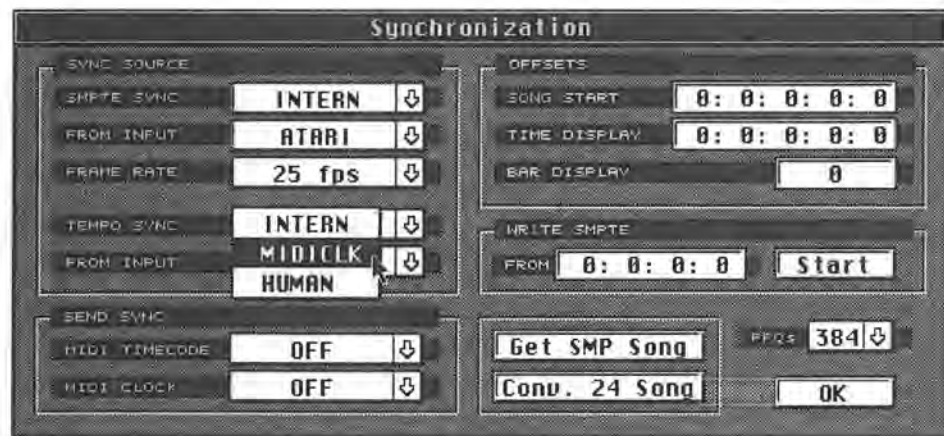 Synchronization
SYNC SOURCE
SMPTE SYNC INTERN
FROM INPUT ATARI
FRAME RATE 25 fps
TEMPO SYNC INTERN
MIDICLK
FROM INPUT
HUMAN
SEND SYNC
MIDI TIMECODE OFF
MIDI CLOCK OFF
OFFSETS
SONG START 0: 0: 0: 0: 0
TIME DISPLAY 0: 0: 0: 0: 0
BAR DISPLAY 0
WRITE SMPTE
FROM 0: 0: 0: 0 Start
Get SMP Song
Conv. 24 Song
PPQs 384
OK